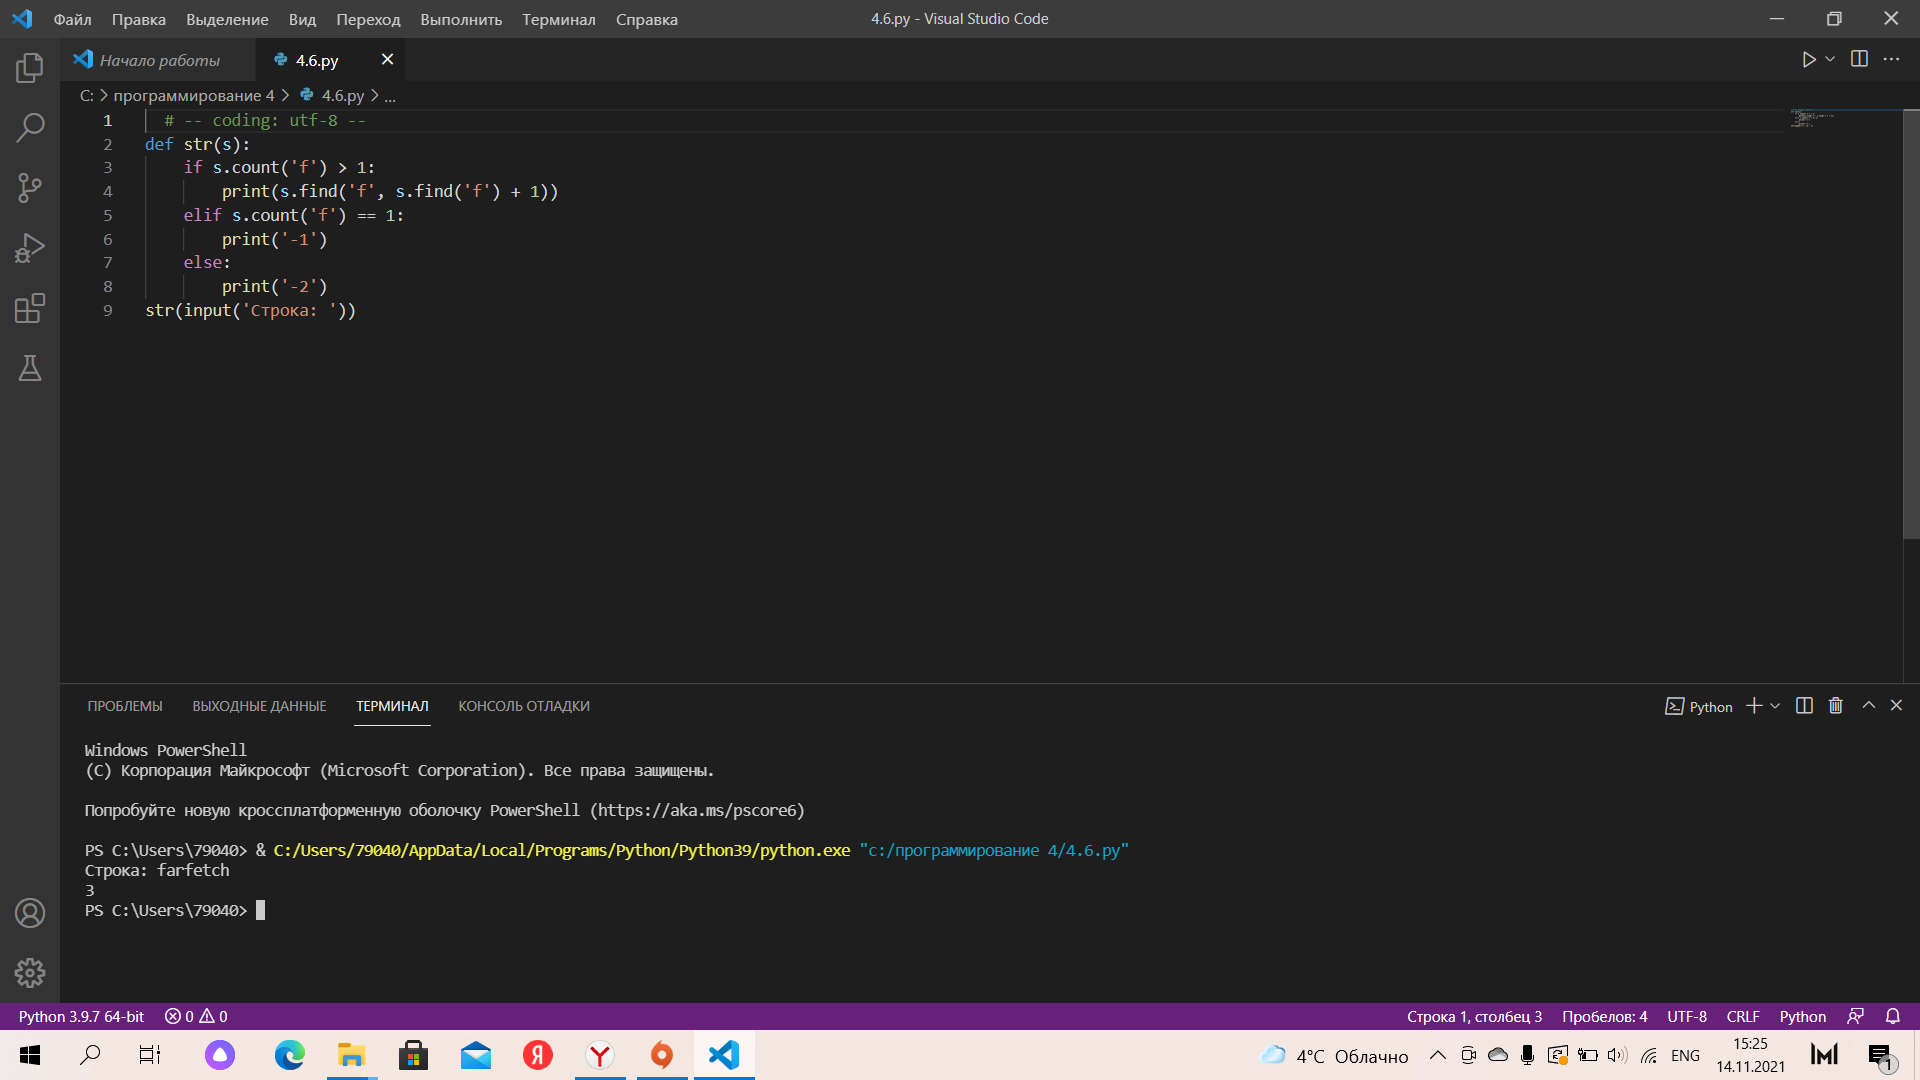 Файл Правка Выделение Вид Переход Выполнить Терминал Справка 4.6.py - Visual Studio Code
Начало работы 4.6.py
C: > программирование 4 > 4.6.py > ...
1 # -- coding: utf-8 --
2 def str(s):
3 if s.count('f') > 1:
4 print(s.find('f', s.find('f') + 1))
5 elif s.count('f') == 1:
6 print('-1')
7 else:
8 print('-2')
9 str(input('Строка: '))
ПРОБЛЕМЫ ВЫХОДНЫЕ ДАННЫЕ ТЕРМИНАЛ КОНСОЛЬ ОТЛАДКИ Python
Windows PowerShell
(C) Корпорация Майкрософт (Microsoft Corporation). Все права защищены.
Попробуйте новую кроссплатформенную оболочку PowerShell (https://aka.ms/pscore6)
PS C:\Users\79040> & C:/Users/79040/AppData/Local/Programs/Python/Python39/python.exe "c:/программирование 4/4.6.py"
Строка: farfetch
3
PS C:\Users\79040>
Python 3.9.7 64-bit 0 0 Строка 1, столбец 3 Пробелов: 4 UTF-8 CRLF Python
4°C Облачно ENG 15:25
14.11.2021 1